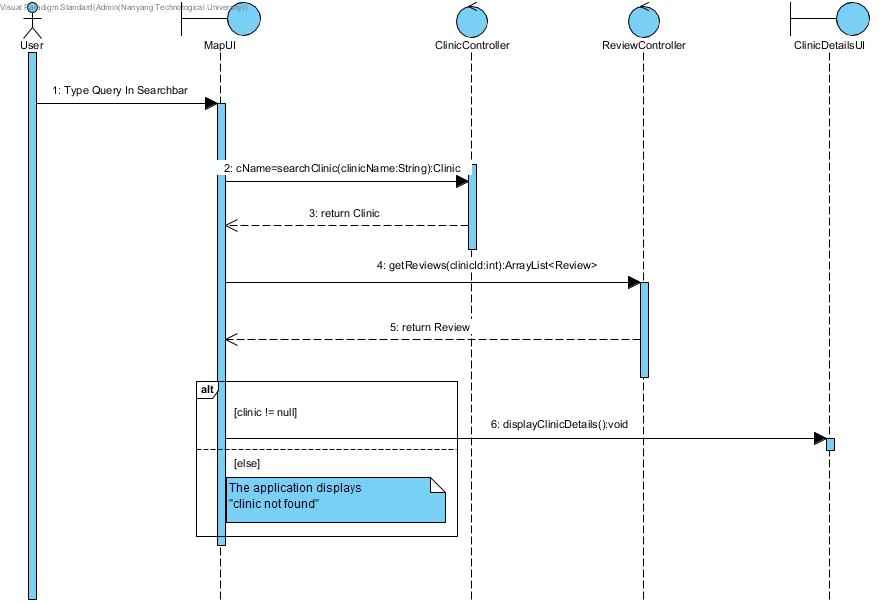 Visual Paradigm Standard(Admin(Nanyang Technological University))
User
MapUI
ClinicController
ReviewController
ClinicDetailsUI
1: Type Query In Searchbar
2: cName=searchClinic(clinicName:String):Clinic
3: return Clinic
4: getReviews(clinicId:int):ArrayList<Review>
5: return Review
alt
[clinic != null]
6: displayClinicDetails():void
[else]
The application displays
"clinic not found"